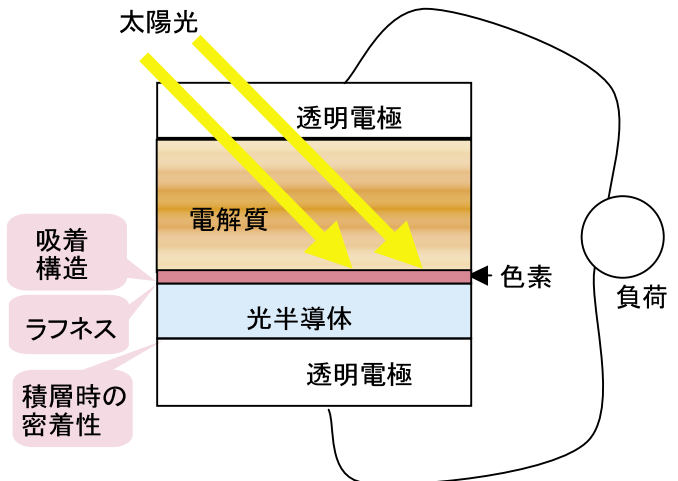 太陽光
透明電極
電解質
吸着
構造
色素
負荷
ラフネス
光半導体
透明電極
積層時の
密着性